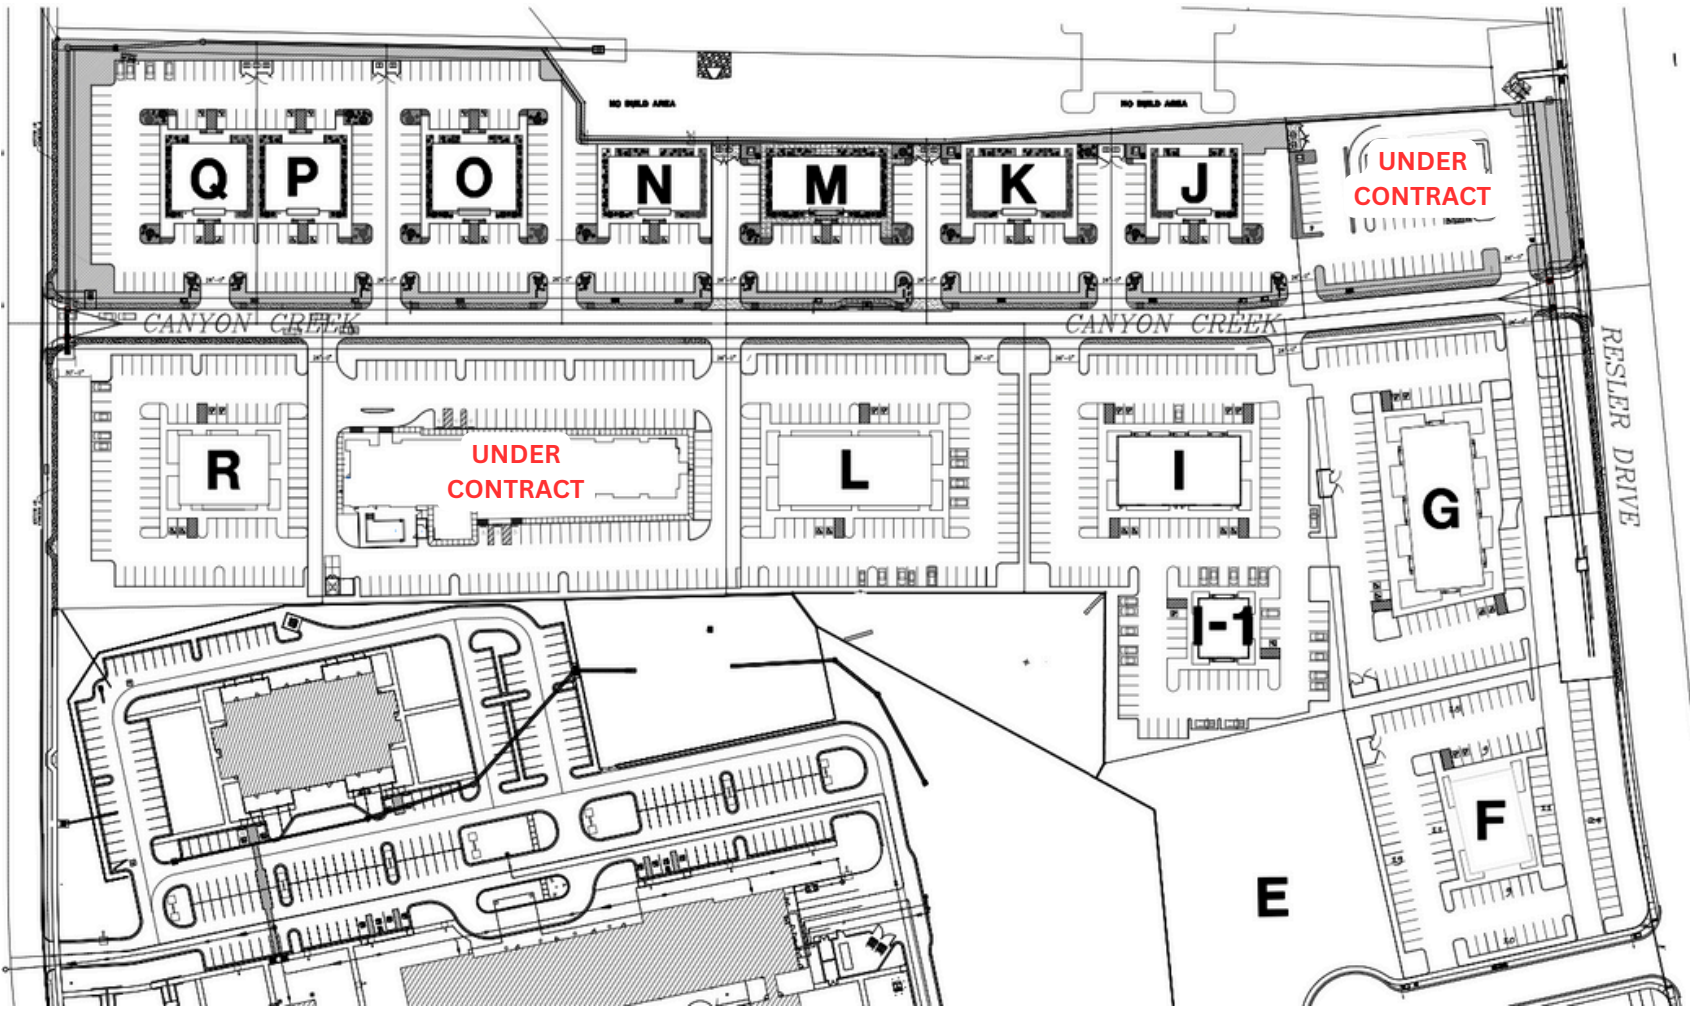 NO BUILD AREA
NO BUILD AREA
UNDER
CONTRACT
Q
P
O
N
M
K
J
CANYON CREEK
CANYON CREEK
RESLER DRIVE
R
UNDER
CONTRACT
L
I
G
I-1
F
E